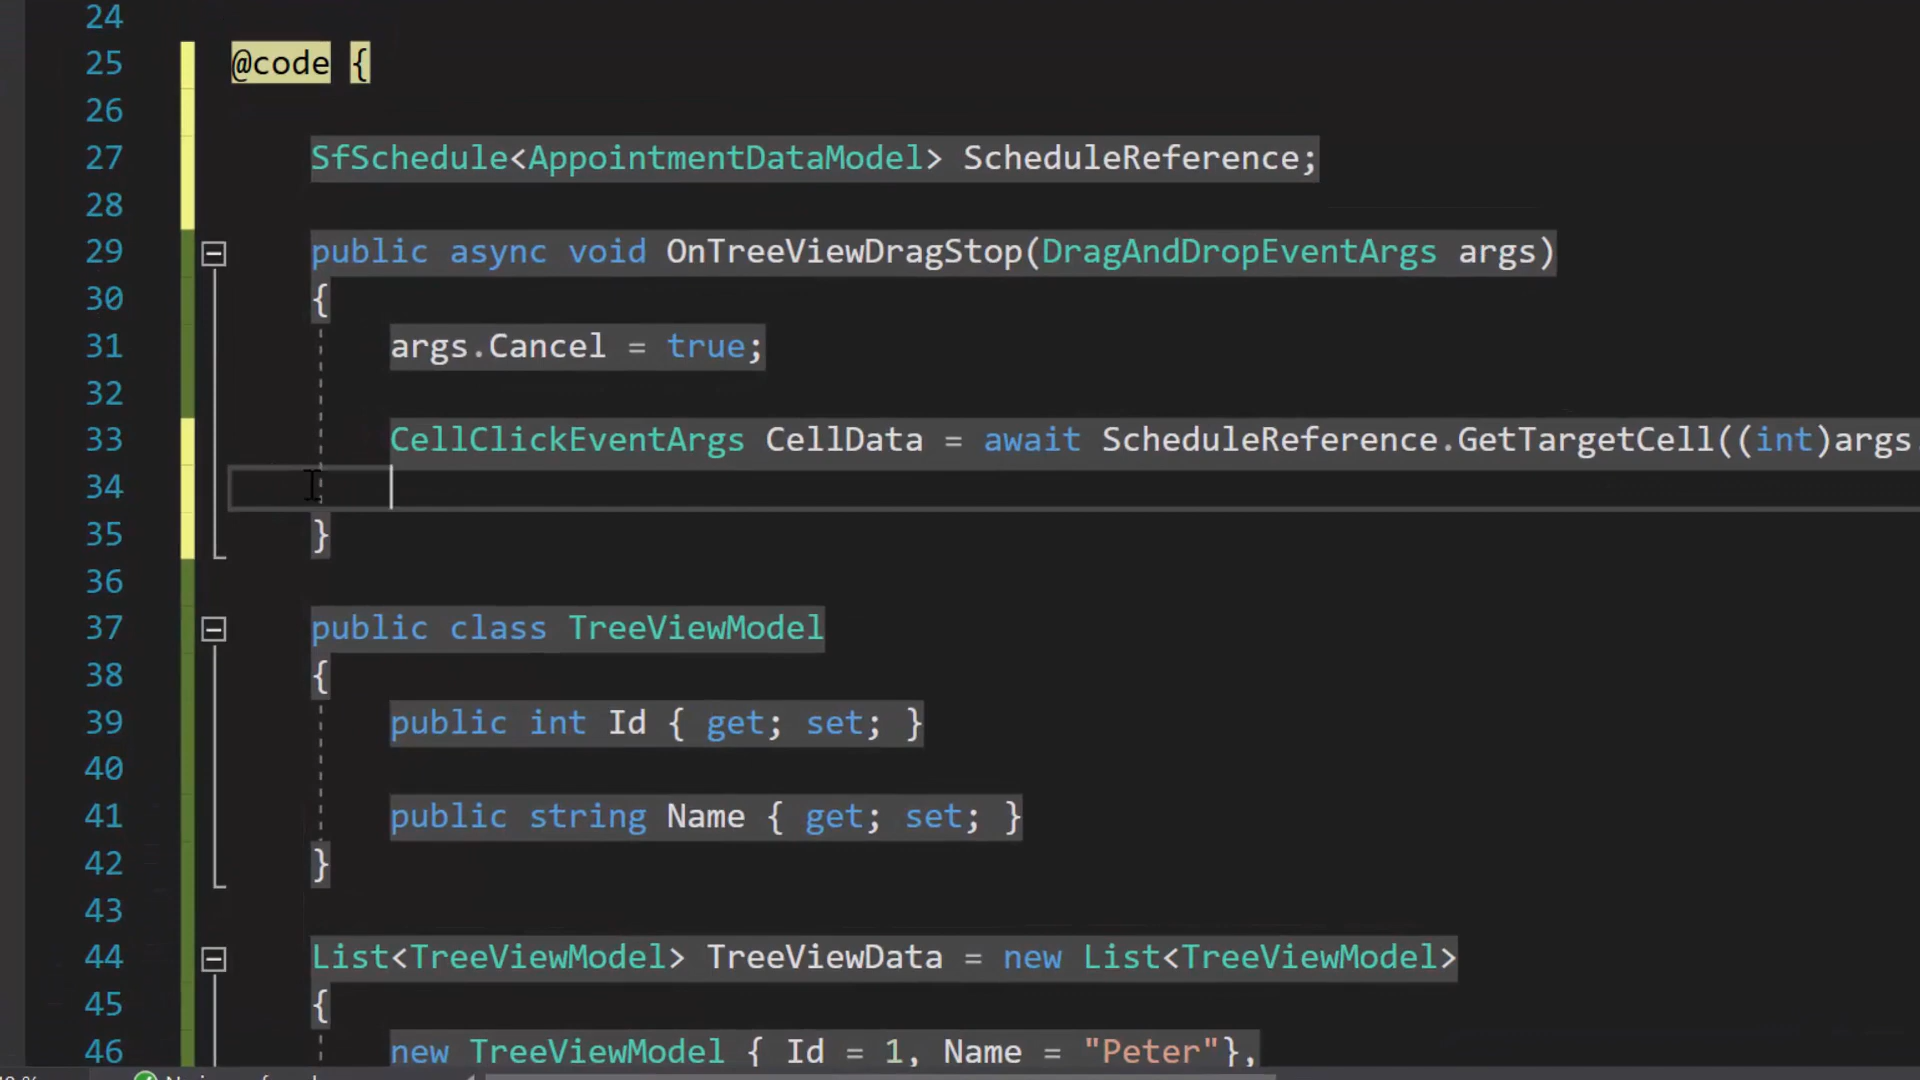 24
25 @code {
26
27 SfSchedule<AppointmentDataModel> ScheduleReference;
28
29 public async void OnTreeViewDragStop(DragAndDropEventArgs args)
30 {
31 args.Cancel = true;
32
33 CellClickEventArgs CellData = await ScheduleReference.GetTargetCell((int)args.
34
35 }
36
37 public class TreeViewModel
38 {
39 public int Id { get; set; }
40
41 public string Name { get; set; }
42 }
43
44 List<TreeViewModel> TreeViewData = new List<TreeViewModel>
45 {
46 new TreeViewModel { Id = 1, Name = "Peter"},